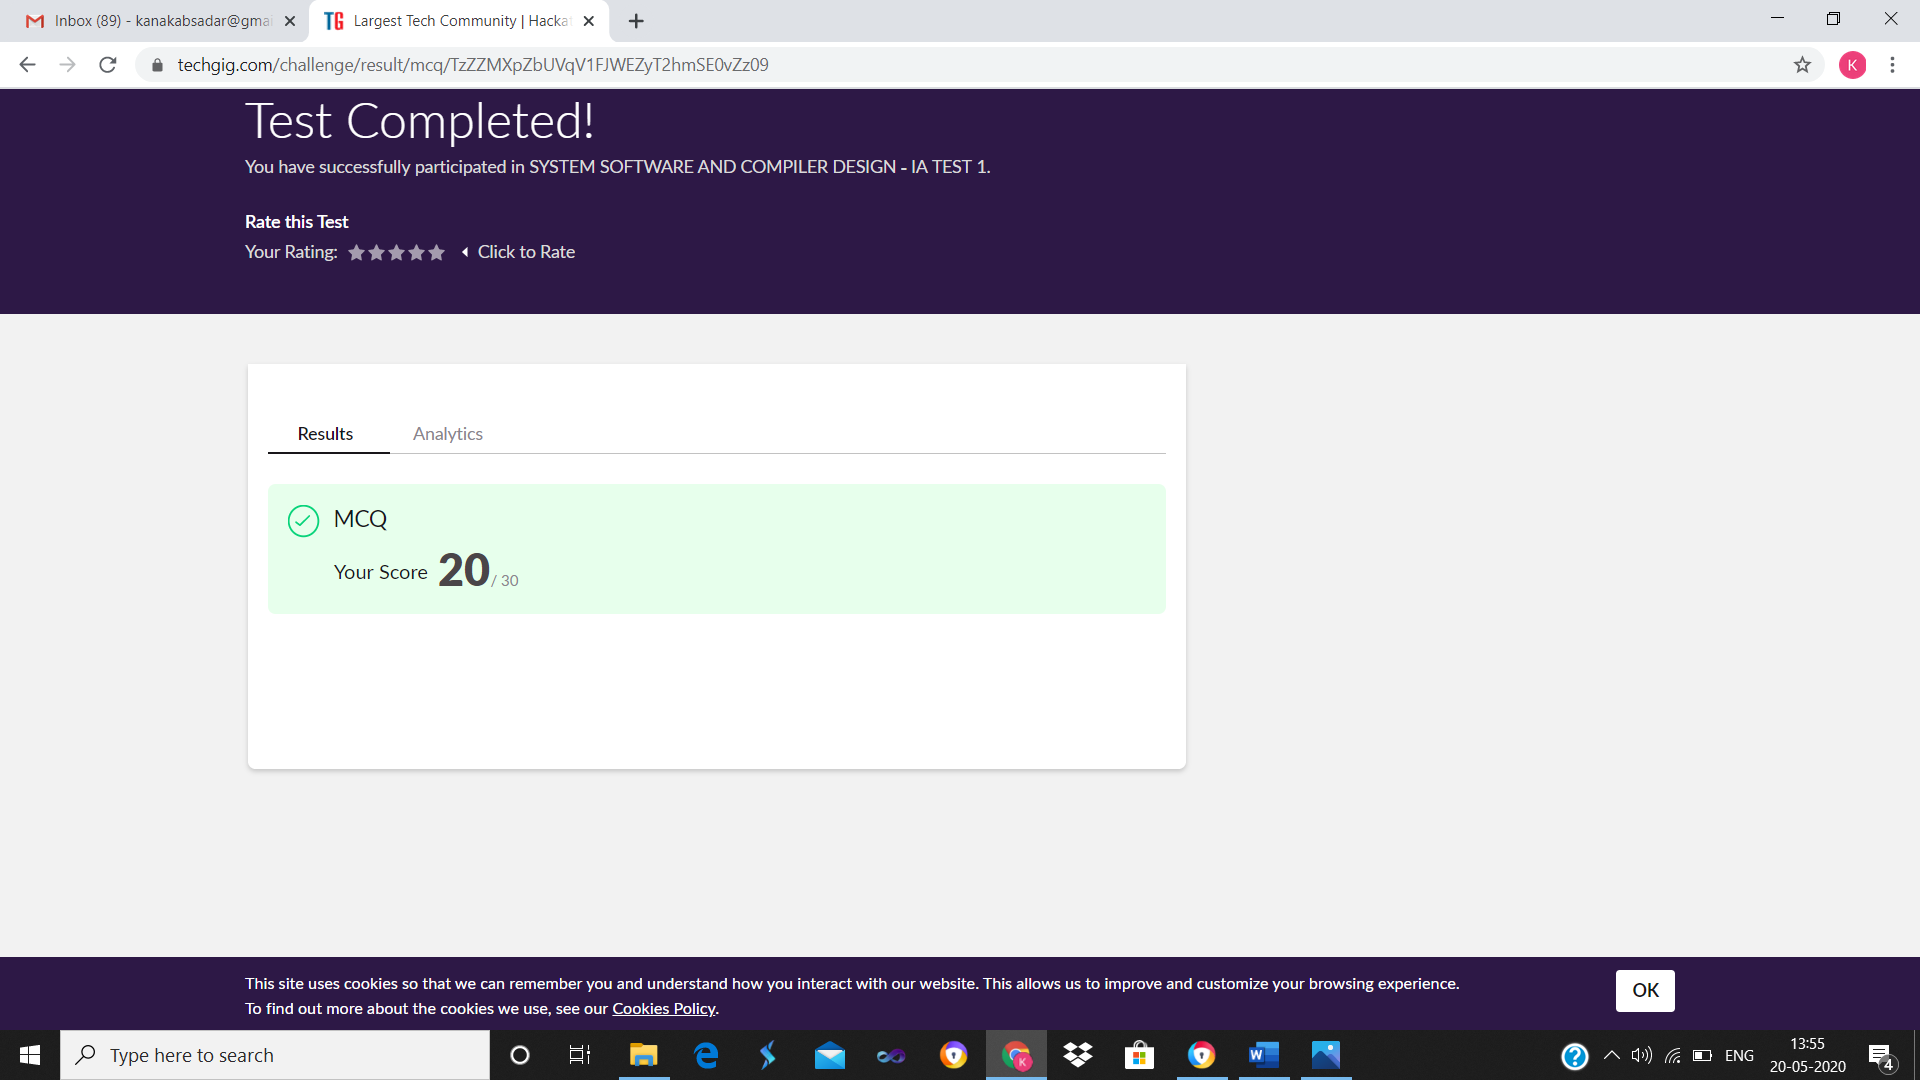 Inbox (89) - kanakabsadar@gmai
TG Largest Tech Community | Hacka
techgig.com/challenge/result/mcq/TzZZMXpZbUVqV1FJWEZyT2hmSE0vZz09
K
Test Completed!
You have successfully participated in SYSTEM SOFTWARE AND COMPILER DESIGN - IA TEST 1.
Rate this Test
Your Rating: Click to Rate
Results Analytics
MCQ
Your Score 20 / 30
This site uses cookies so that we can remember you and understand how you interact with our website. This allows us to improve and customize your browsing experience.
To find out more about the cookies we use, see our Cookies Policy.
OK
Type here to search
ENG
13:55
20-05-2020
4